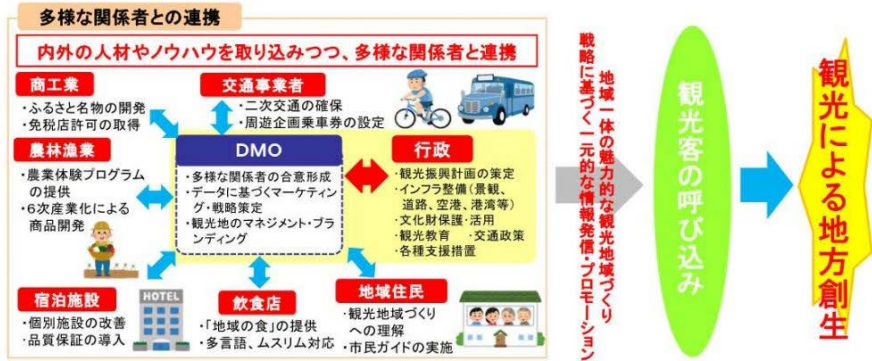 多様な関係者との連携
内外の人材やノウハウを取り込みつつ、多様な関係者と連携
商工業
・ふるさと名物の開発
・免税店許可の取得
交通事業者
・二次交通の確保
・周遊企画乗車券の設定
農林漁業
・農業体験プログラム
の提供
・6次産業化による
商品開発
DMO
・多様な関係者の合意形成
・データに基づくマーケティ
ング・戦略策定
・観光地のマネジメント・ブラ
ンディング
行政
・観光振興計画の策定
・インフラ整備(景観、
道路、空港、港湾等)
・文化財保護・活用
・観光教育 ・交通政策
・各種支援措置
宿泊施設
・個別施設の改善
・品質保証の導入
HOTEL
飲食店
・「地域の食」の提供
・多言語、ムスリム対応
地域住民
・観光地域づくり
への理解
・市民ガイドの実施
地域一体の魅力的な観光地域づくり
戦略に基づく一元的な情報発信・プロモーション
観光客の呼び込み
観光による地方創生